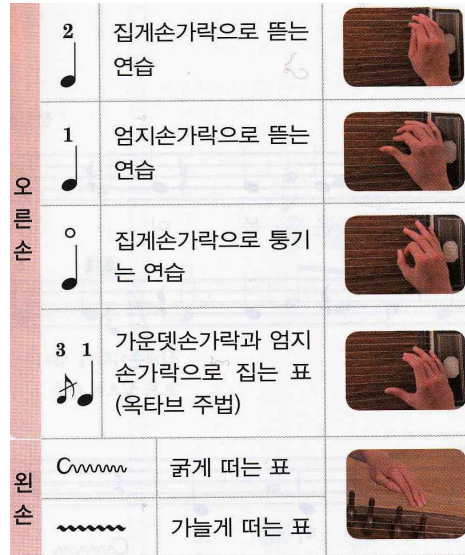 2
집게손가락으로 뜯는
연습
1
엄지손가락으로 뜯는
연습
오른손
집게손가락으로 퉁기
는 연습
3 1
가운뎃손가락과 엄지
손가락으로 집는 표
(옥타브 주법)
왼손
굵게 떠는 표
가늘게 떠는 표